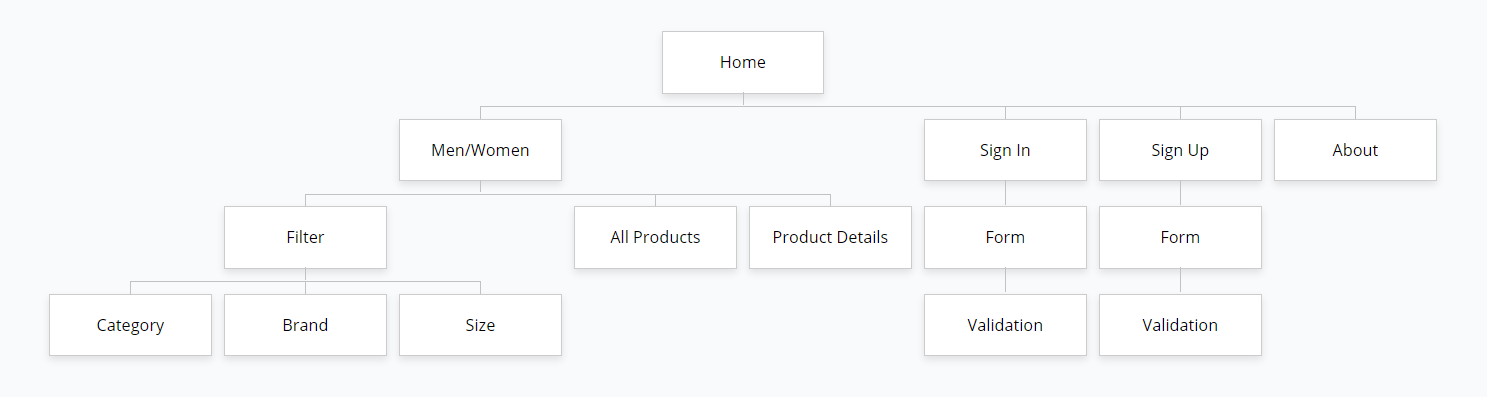 Home
Men/Women
Sign In
Sign Up
About
Filter
All Products
Product Details
Form
Form
Category
Brand
Size
Validation
Validation